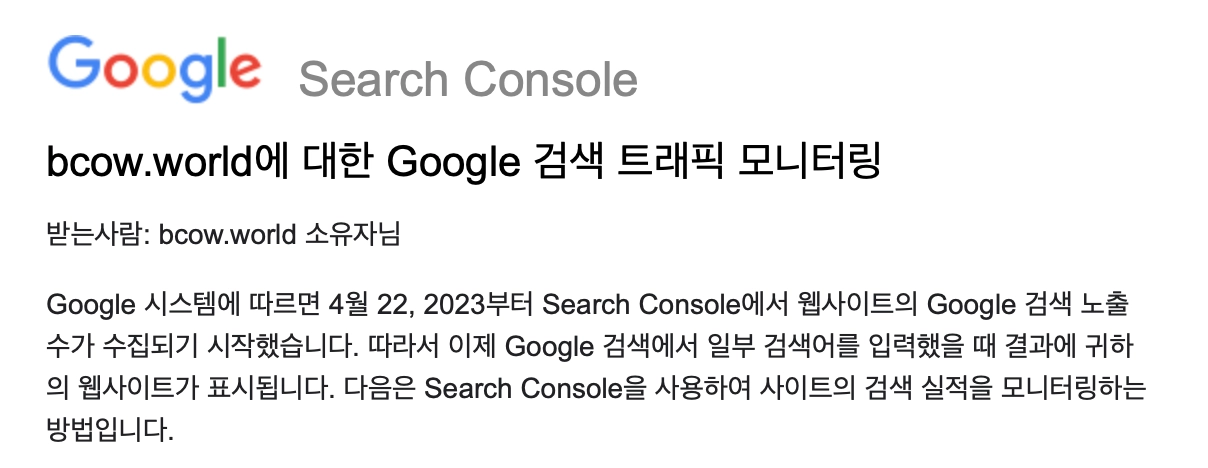 Google Search Console
bcow.world에 대한 Google 검색 트래픽 모니터링
받는사람: bcow.world 소유자님
Google 시스템에 따르면 4월 22, 2023부터 Search Console에서 웹사이트의 Google 검색 노출
수가 수집되기 시작했습니다. 따라서 이제 Google 검색에서 일부 검색어를 입력했을 때 결과에 귀하
의 웹사이트가 표시됩니다. 다음은 Search Console을 사용하여 사이트의 검색 실적을 모니터링하는
방법입니다.